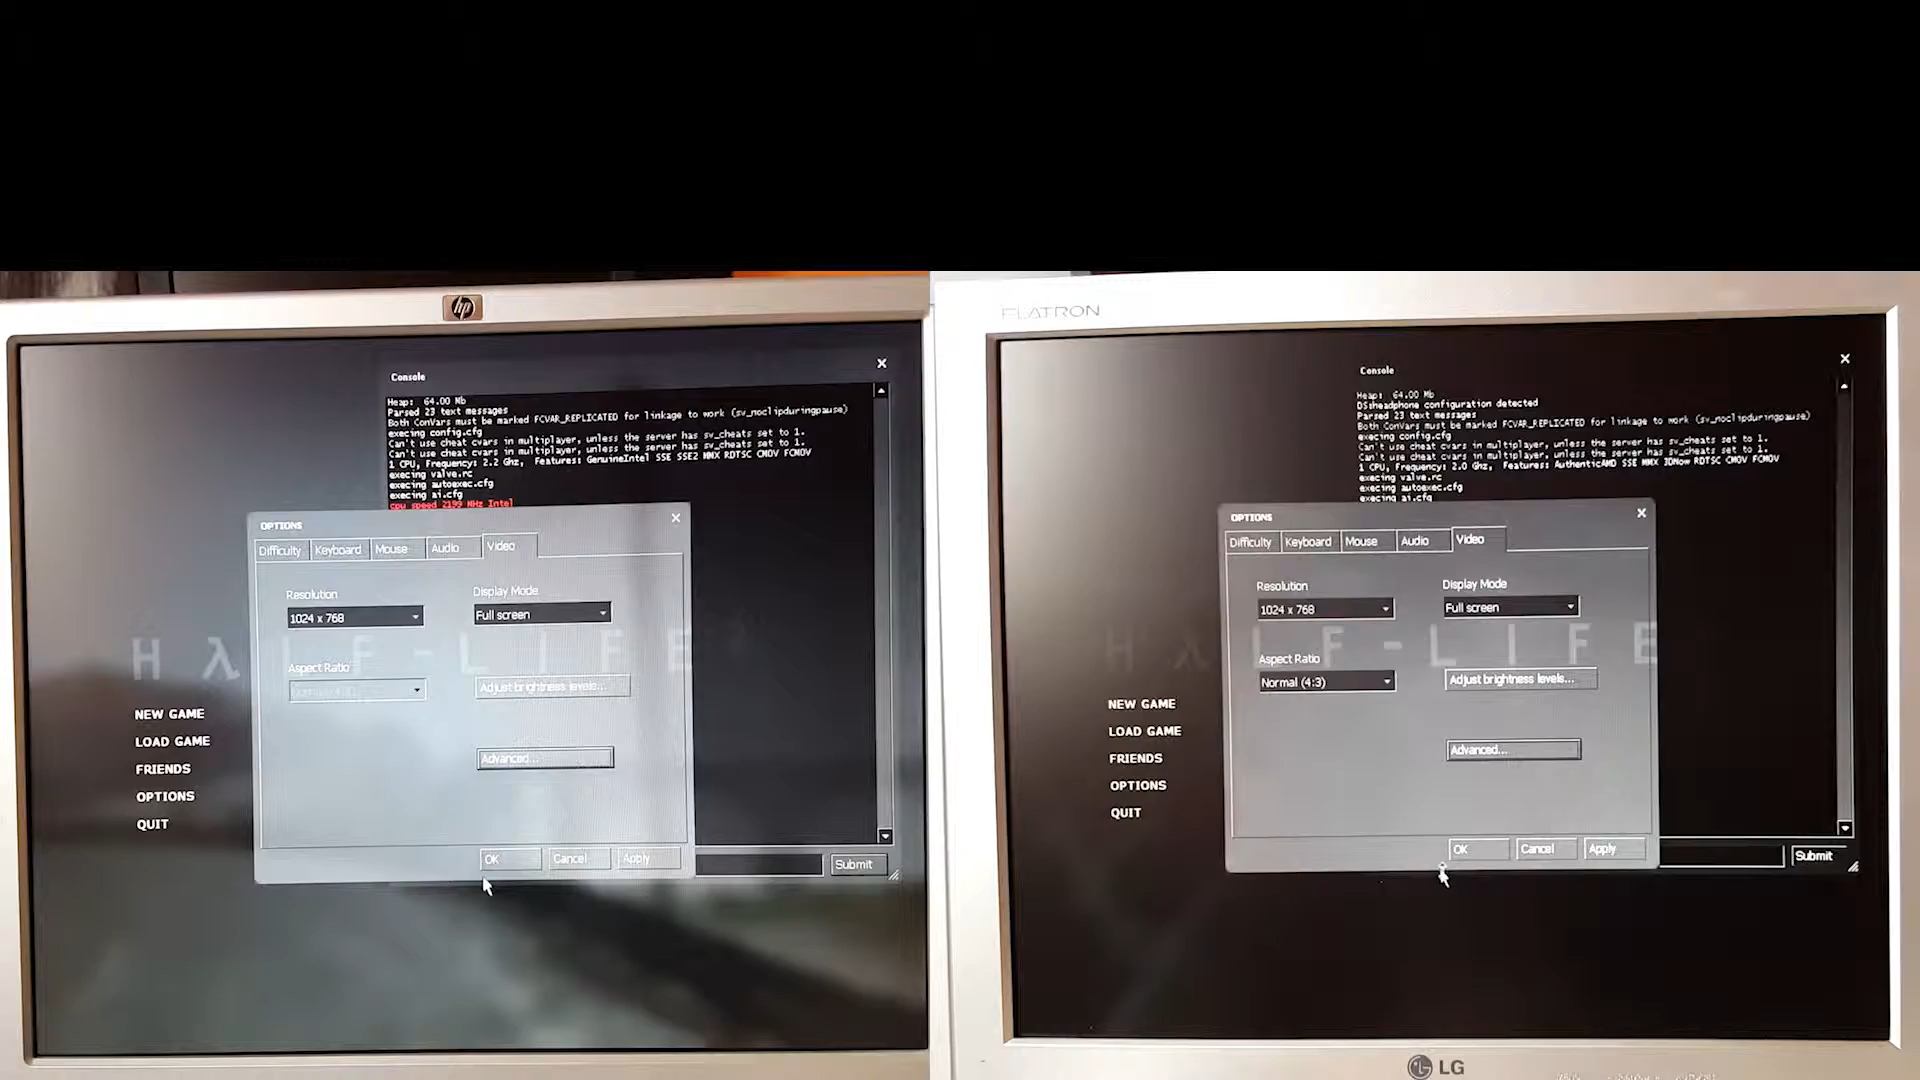 hp
Console
Heap: 64.00 Mb
Parsed 23 text messages
Both ConVars must be marked FCVAR_REPLICATED for linkage to work (sv_noclipduringpause)
execing config.cfg
Can't use cheat cvars in multiplayer, unless the server has sv_cheats set to 1.
Can't use cheat cvars in multiplayer, unless the server has sv_cheats set to 1.
1 CPU, Frequency: 2.2 Ghz, Features: GenuineIntel SSE SSE2 MMX RDTSC CMOV FCMOV
execing valve.rc
execing autoexec.cfg
execing ai.cfg
cpu speed 2199 MHz Intel
OPTIONS
Difficulty
Keyboard
Mouse
Audio
Video
Resolution
1024 x 768
Display Mode
Full screen
HλLF-LIFE
Aspect Ratio
Adjust brightness levels...
Advanced...
OK
Cancel
Apply
Submit
NEW GAME
LOAD GAME
FRIENDS
OPTIONS
QUIT
FLATRON
Console
Heap: 64.00 Mb
DS:headphone configuration detected
Parsed 23 text messages
Both ConVars must be marked FCVAR_REPLICATED for linkage to work (sv_noclipduringpause)
execing config.cfg
Can't use cheat cvars in multiplayer, unless the server has sv_cheats set to 1.
Can't use cheat cvars in multiplayer, unless the server has sv_cheats set to 1.
1 CPU, Frequency: 2.0 Ghz, Features: AuthenticAMD SSE MMX 3DNow RDTSC CMOV FCMOV
execing valve.rc
execing autoexec.cfg
execing ai.cfg
OPTIONS
Difficulty
Keyboard
Mouse
Audio
Video
Resolution
1024 x 768
Display Mode
Full screen
HλLF-LIFE
Aspect Ratio
Normal (4:3)
Adjust brightness levels...
Advanced...
OK
Cancel
Apply
Submit
NEW GAME
LOAD GAME
FRIENDS
OPTIONS
QUIT
LG